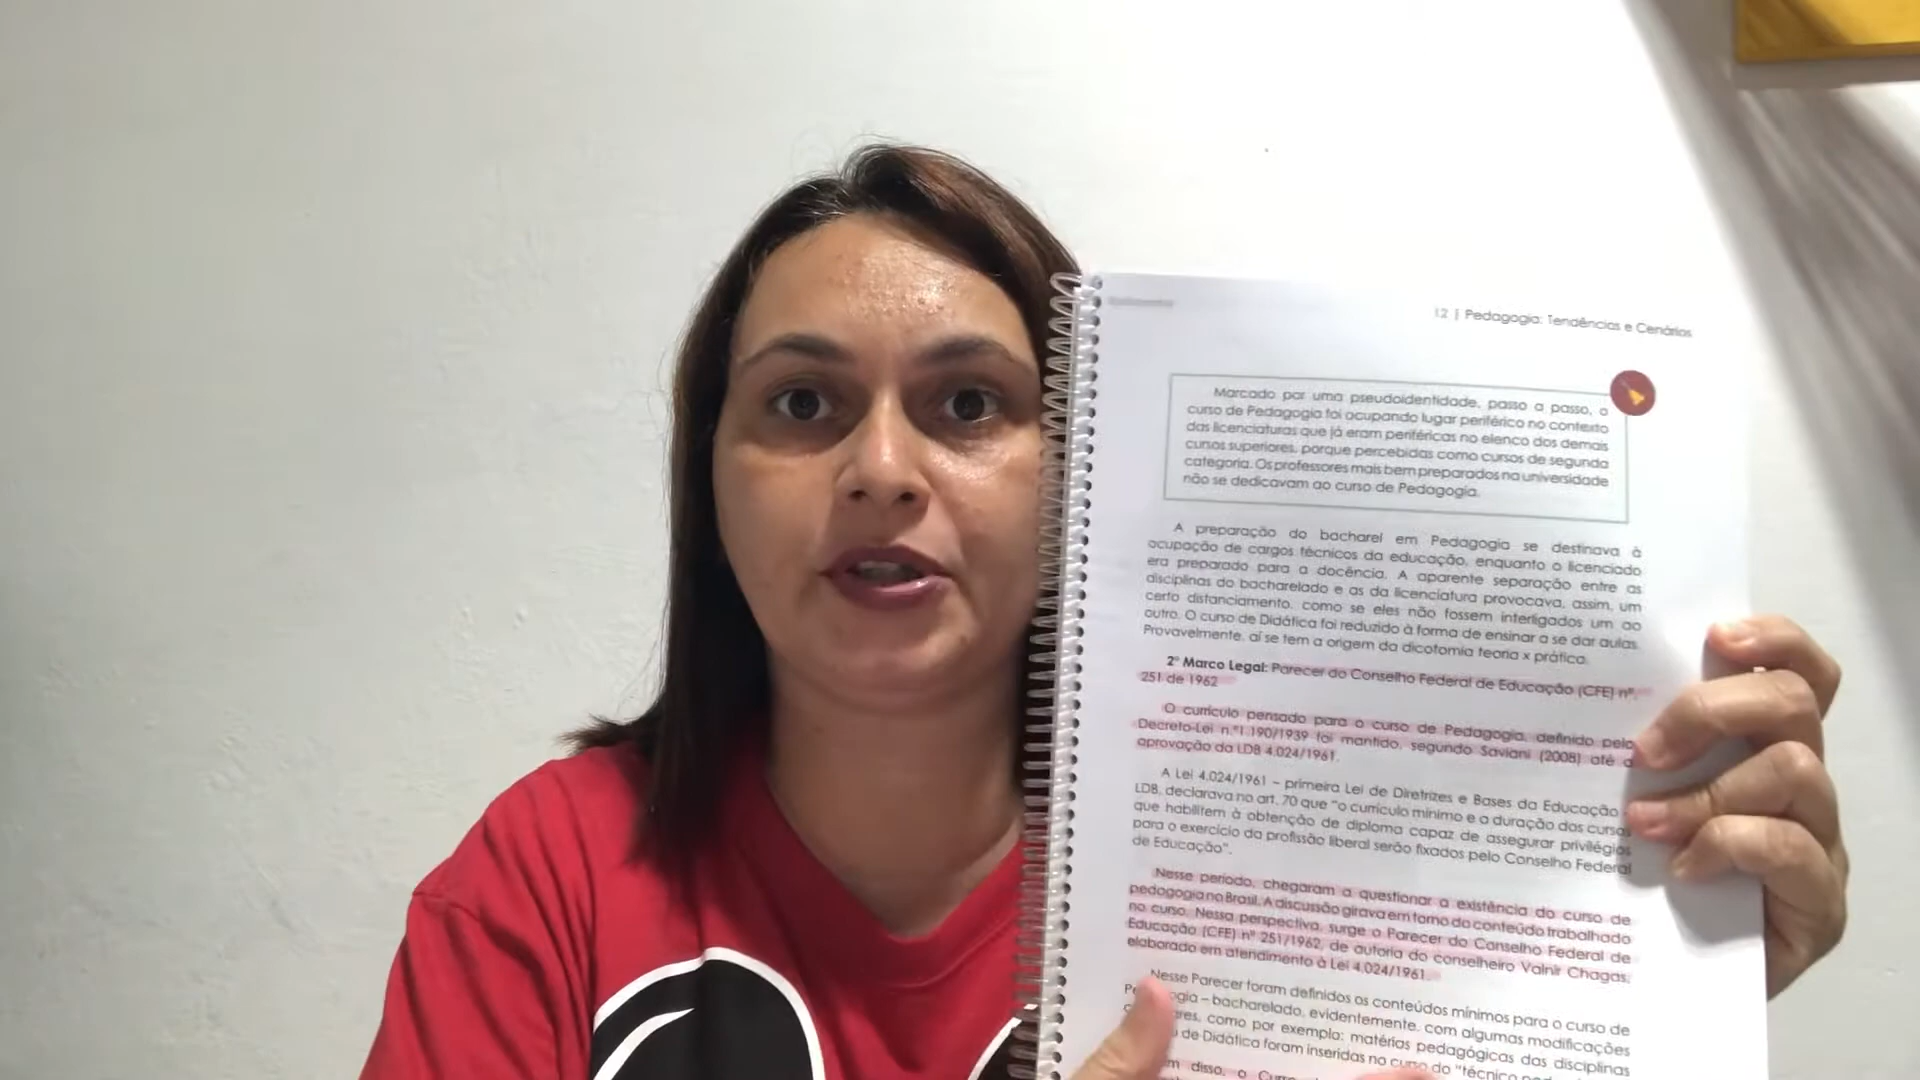 12 | Pedagogia: Tendências e Cenários
Marcado por uma pseudoidentidade, passo a passo, o
curso de Pedagogia foi ocupando lugar periférico no contexto
das licenciaturas que já eram periféricas no elenco dos demais
cursos superiores, porque percebidas como cursos de segunda
categoria. Os professores mais bem preparados na universidade
não se dedicavam ao curso de Pedagogia.
A preparação do bacharel em Pedagogia se destinava à
ocupação de cargos técnicos da educação, enquanto o licenciado
era preparado para a docência. A aparente separação entre as
disciplinas do bacharelado e as da licenciatura provocava, assim, um
certo distanciamento, como se eles não fossem interligados um ao
outro. O curso de Didática foi reduzido à forma de ensinar a se dar aulas.
Provavelmente, aí se tem a origem da dicotomia teoria x prática.
2º Marco Legal: Parecer do Conselho Federal de Educação (CFE) nº.
251 de 1962
O currículo pensado para o curso de Pedagogia, definido pelo
Decreto-Lei n.º1.190/1939 foi mantido, segundo Saviani (2008) até a
aprovação da LDB 4.024/1961.
A Lei 4.024/1961 – primeira Lei de Diretrizes e Bases da Educação
LDB, declarava no art. 70 que "o currículo mínimo e a duração dos cursos
que habilitem à obtenção de diploma capaz de assegurar privilégios
para o exercício da profissão liberal serão fixados pelo Conselho Federal
de Educação".
Nesse período, chegaram a questionar a existência do curso de
pedagogia no Brasil. A discussão girava em torno do conteúdo trabalhado
no curso. Nessa perspectiva, surge o Parecer do Conselho Federal de
Educação (CFE) nº 251/1962, de autoria do conselheiro Valnir Chagas,
elaborado em atendimento à Lei 4.024/1961.
Nesse Parecer foram definidos os conteúdos mínimos para o curso de
– bacharelado, evidentemente, com algumas modificações
como por exemplo: matérias pedagógicas das disciplinas
de Didática foram inseridas no curso do "técnico
disso, o